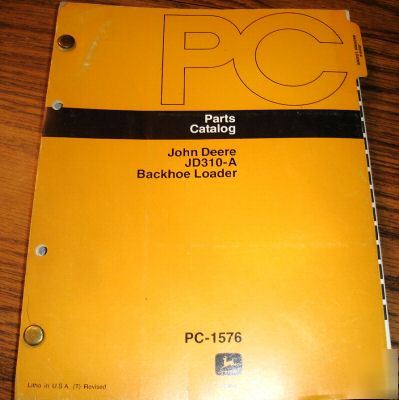 PC
Parts
Catalog
John Deere
JD310-A
Backhoe Loader
PC-1576
Litho in U.S.A. (7) Revised